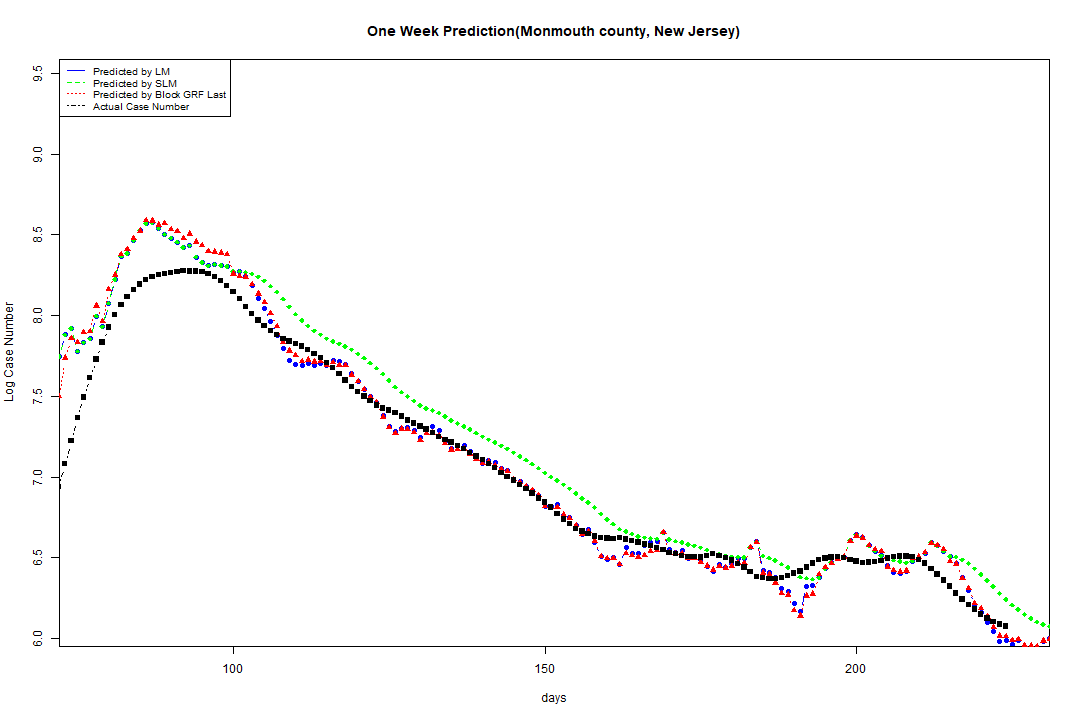 One Week Prediction(Monmouth county, New Jersey)
Predicted by LM
Predicted by SLM
Predicted by Block GRF Last
Actual Case Number
9.5
9.0
8.5
8.0
7.5
7.0
6.5
6.0
Log Case Number
100 150 200
days